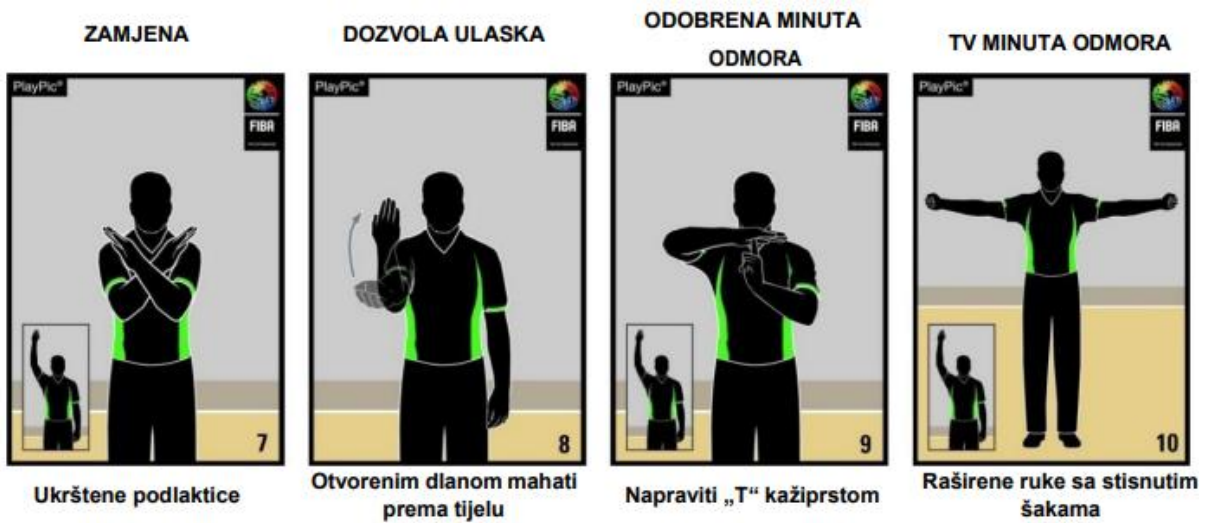 ZAMJENA
DOZVOLA ULASKA
ODOBRENA MINUTA
ODMORA
TV MINUTA ODMORA
PlayPic®
FIBA
7
PlayPic®
FIBA
8
PlayPic®
FIBA
9
PlayPic®
FIBA
10
Ukrštene podlaktice
Otvorenim dlanom mahati
prema tijelu
Napraviti „T“ kažiprstom
Raširene ruke sa stisnutim
šakama